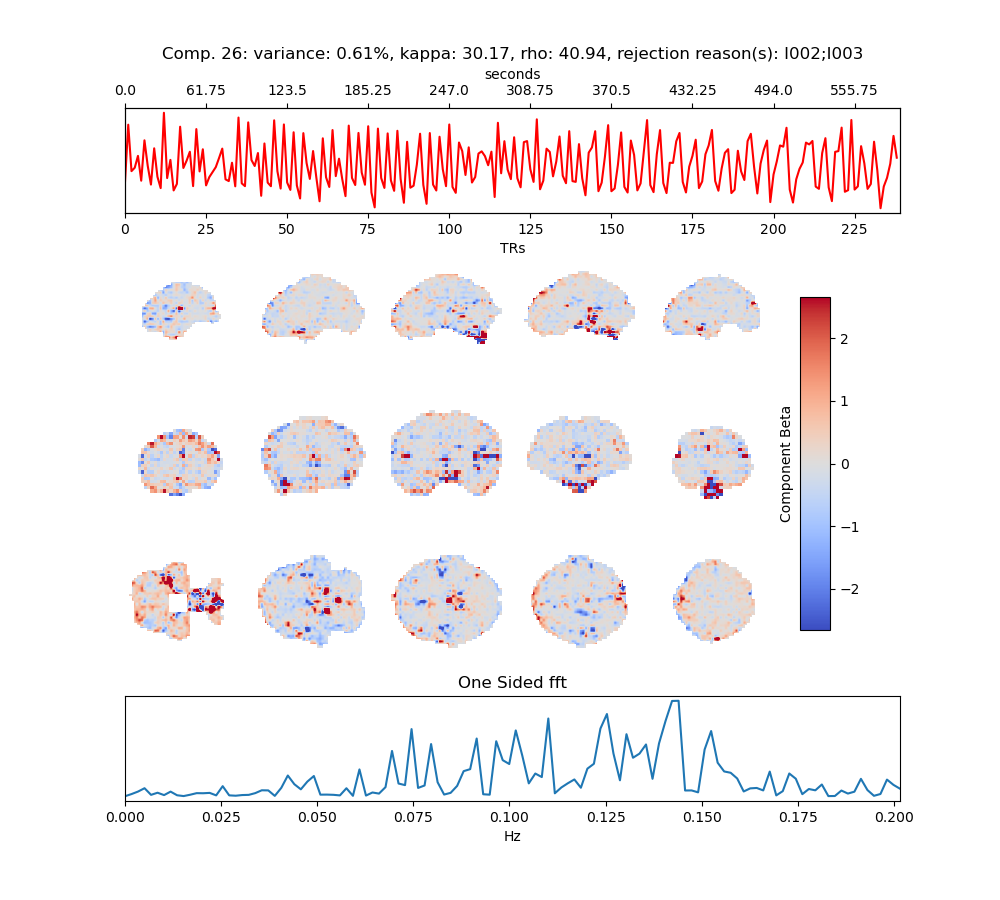 Comp. 26: variance: 0.61%, kappa: 30.17, rho: 40.94, rejection reason(s): I002;I003
seconds
0.0 61.75 123.5 185.25 247.0 308.75 370.5 432.25 494.0 555.75
0 25 50 75 100 125 150 175 200 225
TRs
Component Beta
2
1
0
−1
−2
One Sided fft
0.000 0.025 0.050 0.075 0.100 0.125 0.150 0.175 0.200
Hz